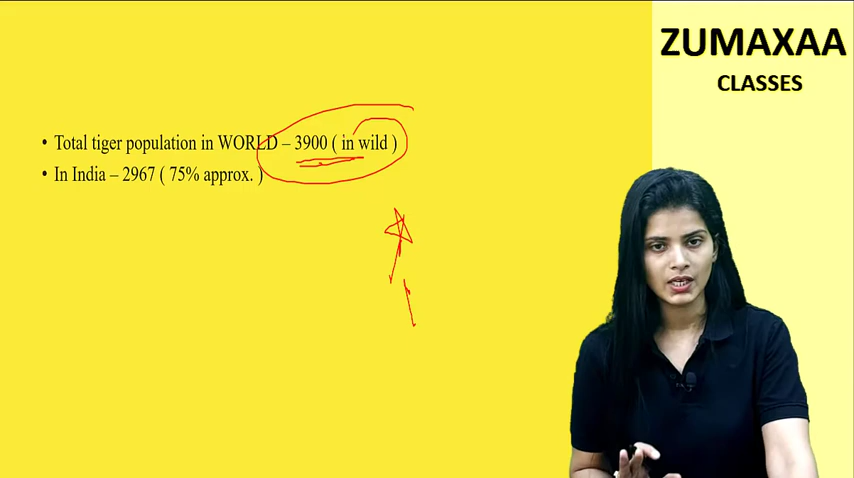 ZUMAXAA
CLASSES
• Total tiger population in WORLD – 3900 ( in wild )
• In India – 2967 ( 75% approx. )